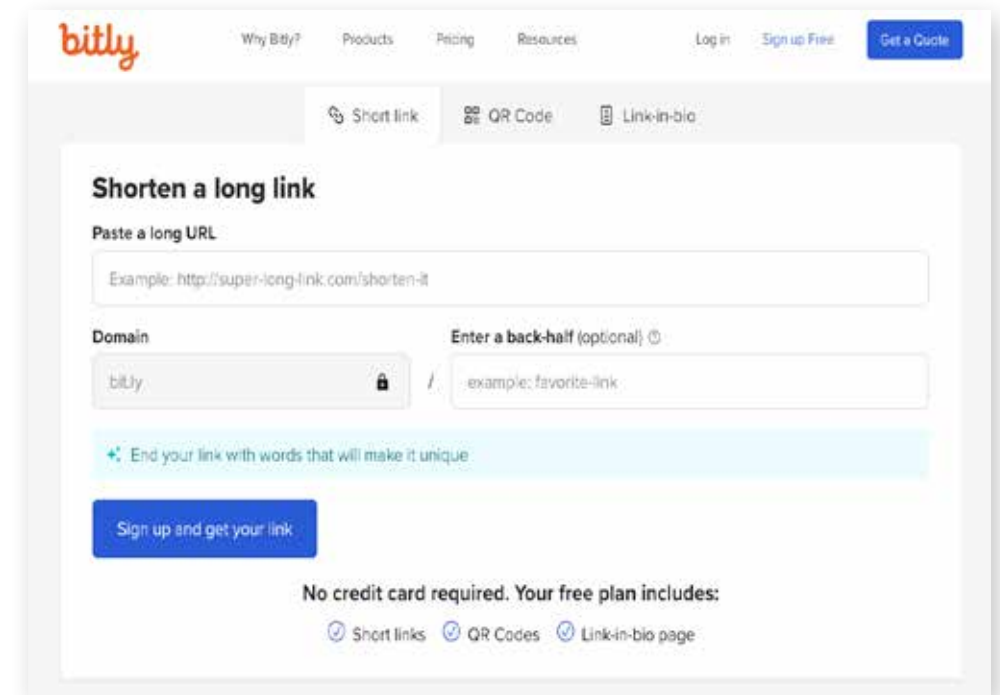 bitly
Why Bitly? Products Pricing Resources Log in Sign up Free Get a Quote
Short link QR Code Link-in-bio
Shorten a long link
Paste a long URL
Example: http://super-long-link.com/shorten-it
Domain Enter a back-half (optional)
bit.ly / example: favorite-link
End your link with words that will make it unique
Sign up and get your link
No credit card required. Your free plan includes:
Short links QR Codes Link-in-bio page